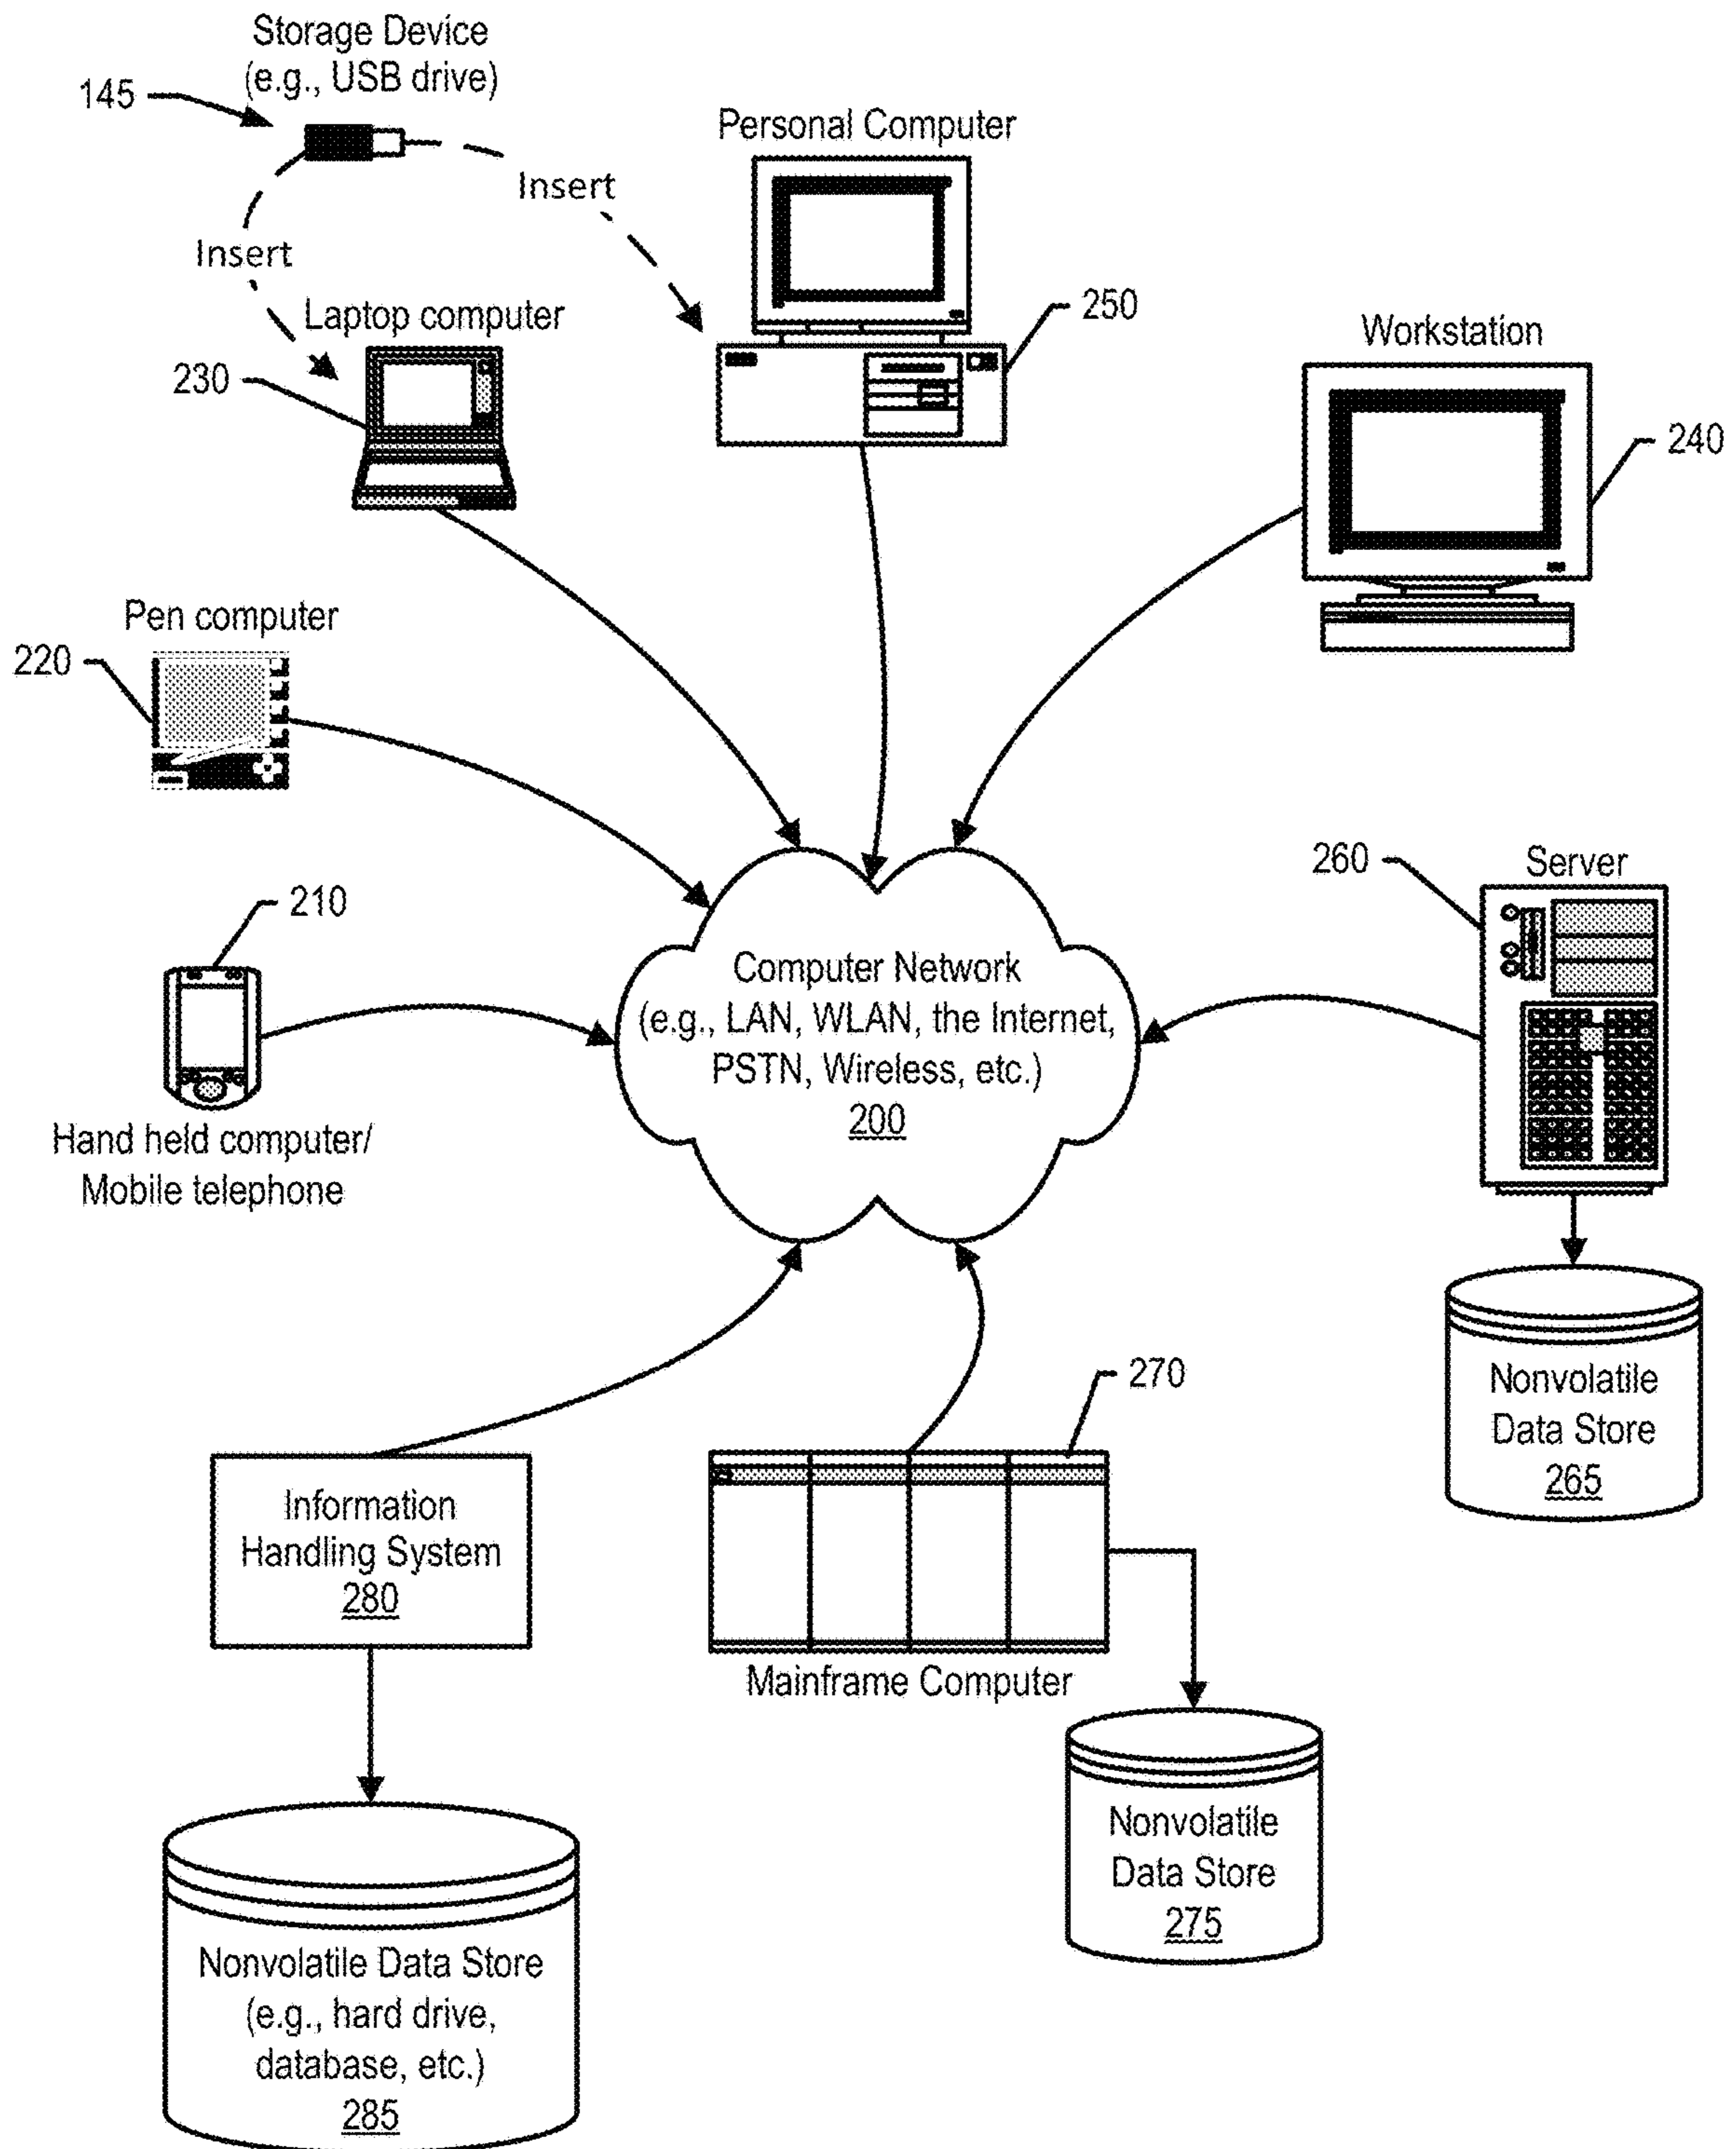 Storage Device
(e.g., USB drive)
145
Personal Computer
Insert
Insert
Laptop computer
250
Workstation
230
240
Pen computer
220
260
Server
210
Computer Network
(e.g., LAN, WLAN, the Internet,
PSTN, Wireless, etc.)
200
Hand held computer/
Mobile telephone
270
Nonvolatile
Data Store
265
Information
Handling System
280
Mainframe Computer
Nonvolatile
Data Store
275
Nonvolatile Data Store
(e.g., hard drive,
database, etc.)
285